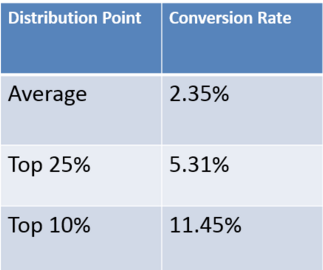 Distribution Point Conversion Rate
Average 2.35%
Top 25% 5.31%
Top 10% 11.45%